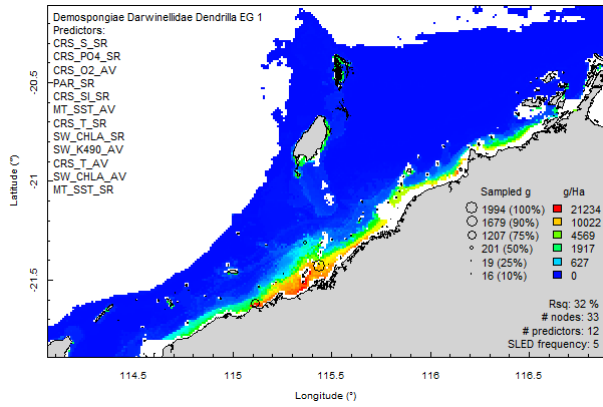 Demospongiae Darwinellidae Dendrilla EG 1
Predictors:
CRS_S_SR
CRS_PO4_SR
CRS_O2_AV
PAR_SR
CRS_SI_SR
MT_SST_AV
CRS_T_SR
SW_CHLA_SR
SW_K490_AV
CRS_T_AV
SW_CHLA_AV
MT_SST_SR
Latitude (°)
-20.5
-21
-21.5
Sampled g
1994 (100%)
1679 (90%)
1207 (75%)
201 (50%)
19 (25%)
16 (10%)
g/Ha
21234
10022
4569
1917
627
0
Rsq: 32 %
# nodes: 33
# predictors: 12
SLED frequency: 5
114.5
115
115.5
116
116.5
Longitude (°)